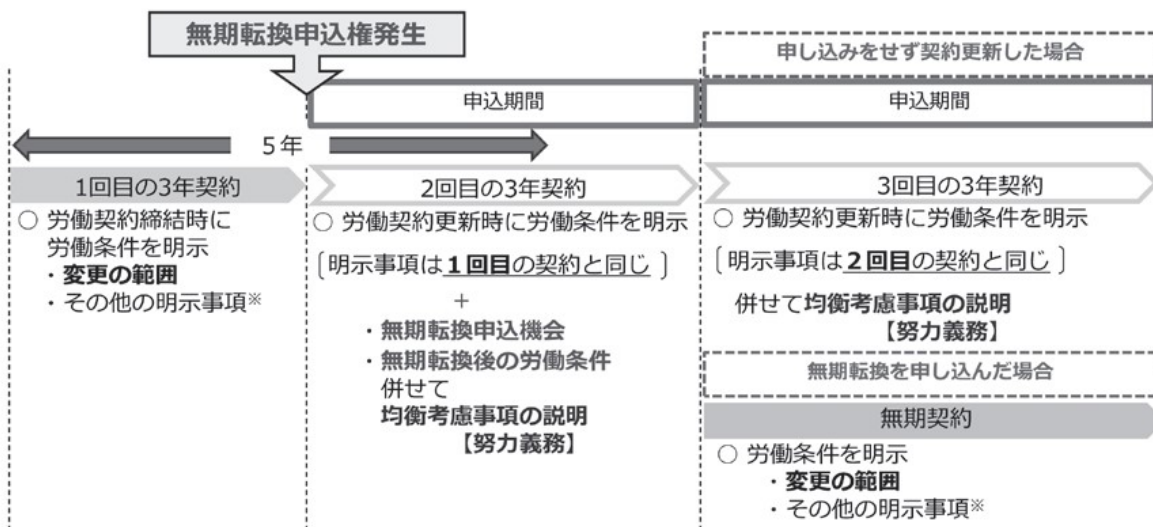 無期転換申込権発生
申し込みをせず契約更新した場合
申込期間
申込期間
5年
1回目の3年契約
○ 労働契約締結時に
労働条件を明示
・変更の範囲
・その他の明示事項※
2回目の3年契約
○ 労働契約更新時に労働条件を明示
〔明示事項は1回目の契約と同じ〕
+
・無期転換申込機会
・無期転換後の労働条件
併せて
均衡考慮事項の説明
【努力義務】
3回目の3年契約
○ 労働契約更新時に労働条件を明示
〔明示事項は2回目の契約と同じ〕
併せて均衡考慮事項の説明
【努力義務】
無期転換を申し込んだ場合
無期契約
○ 労働条件を明示
・変更の範囲
・その他の明示事項※